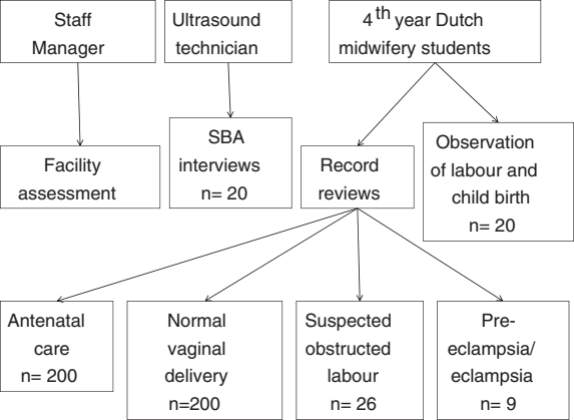 Staff
Manager
Ultrasound
technician
4th year Dutch
midwifery students
Facility
assessment
SBA
interviews
n= 20
Record
reviews
Observation
of labour and
child birth
n= 20
Antenatal
care
n= 200
Normal
vaginal
delivery
n=200
Suspected
obstructed
labour
n= 26
Pre-
eclampsia/
eclampsia
n= 9